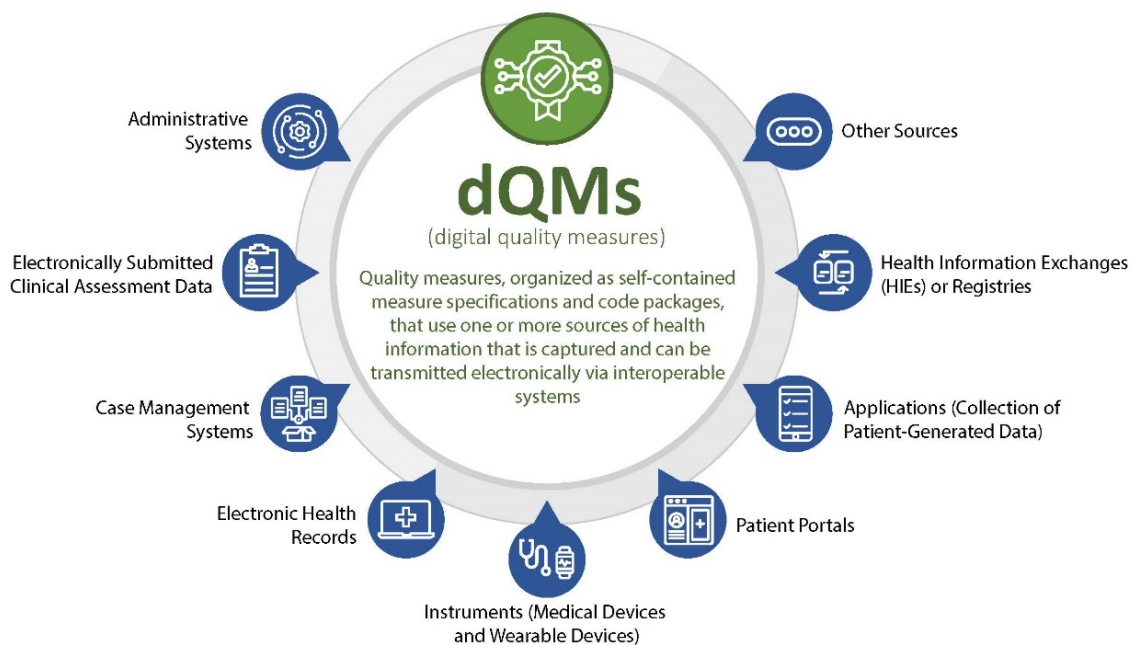 dQMs
(digital quality measures)
Quality measures, organized as self-contained
measure specifications and code packages,
that use one or more sources of health
information that is captured and can be
transmitted electronically via interoperable
systems
Administrative
Systems
Electronically Submitted
Clinical Assessment Data
Case Management
Systems
Electronic Health
Records
Instruments (Medical Devices
and Wearable Devices)
Patient Portals
Applications (Collection of
Patient-Generated Data)
Health Information Exchanges
(HIEs) or Registries
Other Sources